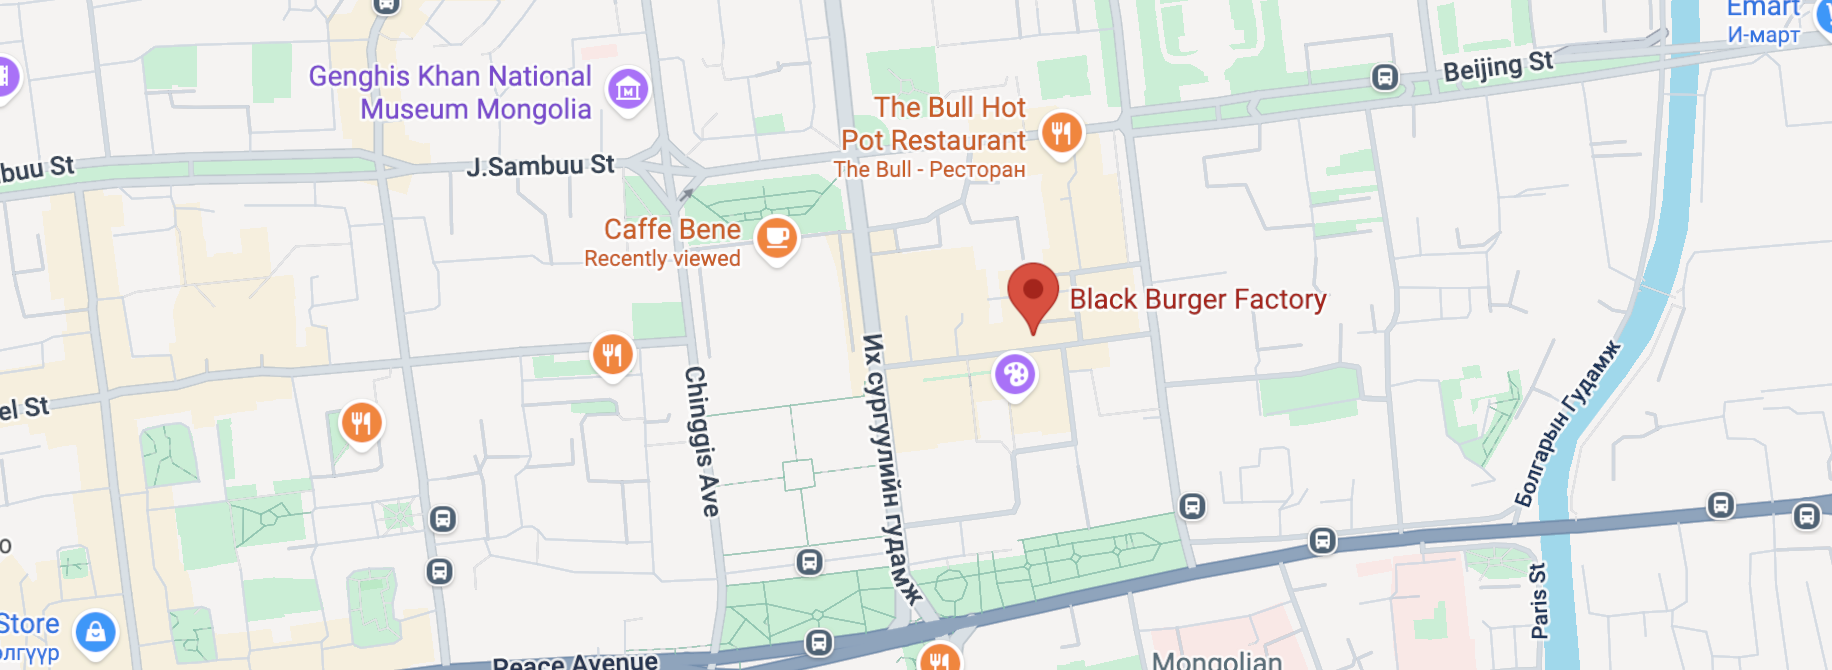 Emart
И-март
Beijing St
Genghis Khan National
Museum Mongolia
The Bull Hot
Pot Restaurant
The Bull - Ресторан
buu St
J.Sambuu St
Caffe Bene
Recently viewed
Black Burger Factory
Их сургуулийн гудамж
Chinggis Ave
Болгарын Гудамж
el St
o
Paris St
Store
элгүүр
Peace Avenue
Mongolian